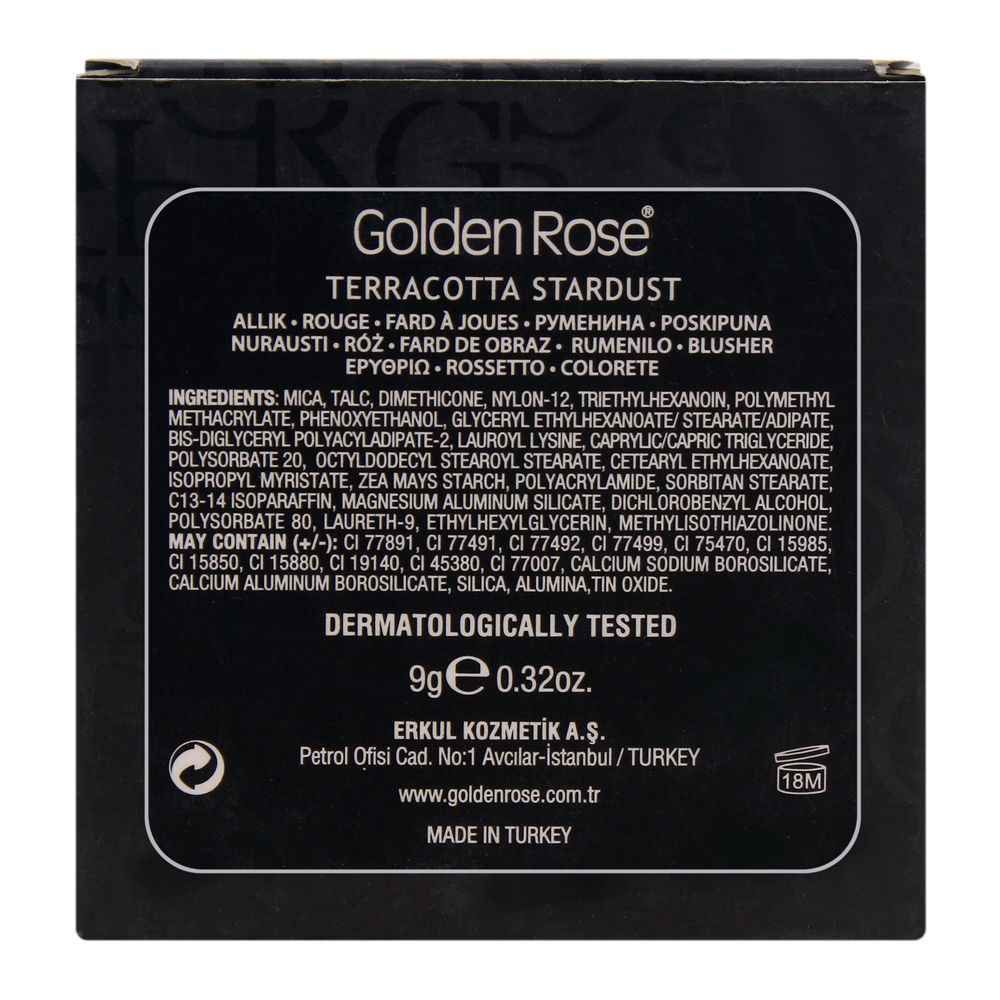 Golden Rose®
TERRACOTTA STARDUST
ALLIK • ROUGE • FARD À JOUES • РУМЕНИНА • POSKIPUNA
NURAUSTI • RÓŻ • FARD DE OBRAZ • RUMENILO • BLUSHER
ΕΡΥΘΡΙΩ • ROSSETTO • COLORETE
INGREDIENTS: MICA, TALC, DIMETHICONE, NYLON-12, TRIETHYLHEXANOIN, POLYMETHYL
METHACRYLATE, PHENOXYETHANOL, GLYCERYL ETHYLHEXANOATE/ STEARATE/ADIPATE,
BIS-DIGLYCERYL POLYACYLADIPATE-2, LAUROYL LYSINE, CAPRYLIC/CAPRIC TRIGLYCERIDE,
POLYSORBATE 20, OCTYLDODECYL STEAROYL STEARATE, CETEARYL ETHYLHEXANOATE,
ISOPROPYL MYRISTATE, ZEA MAYS STARCH, POLYACRYLAMIDE, SORBITAN STEARATE,
C13-14 ISOPARAFFIN, MAGNESIUM ALUMINUM SILICATE, DICHLOROBENZYL ALCOHOL,
POLYSORBATE 80, LAURETH-9, ETHYLHEXYLGLYCERIN, METHYLISOTHIAZOLINONE.
MAY CONTAIN (+/-): CI 77891, CI 77491, CI 77492, CI 77499, CI 75470, CI 15985,
CI 15850, CI 15880, CI 19140, CI 45380, CI 77007, CALCIUM SODIUM BOROSILICATE,
CALCIUM ALUMINUM BOROSILICATE, SILICA, ALUMINA,TIN OXIDE.
DERMATOLOGICALLY TESTED
9g ℮ 0.32oz.
ERKUL KOZMETİK A.Ş.
Petrol Ofisi Cad. No:1 Avcılar-İstanbul / TURKEY
www.goldenrose.com.tr
MADE IN TURKEY
18M